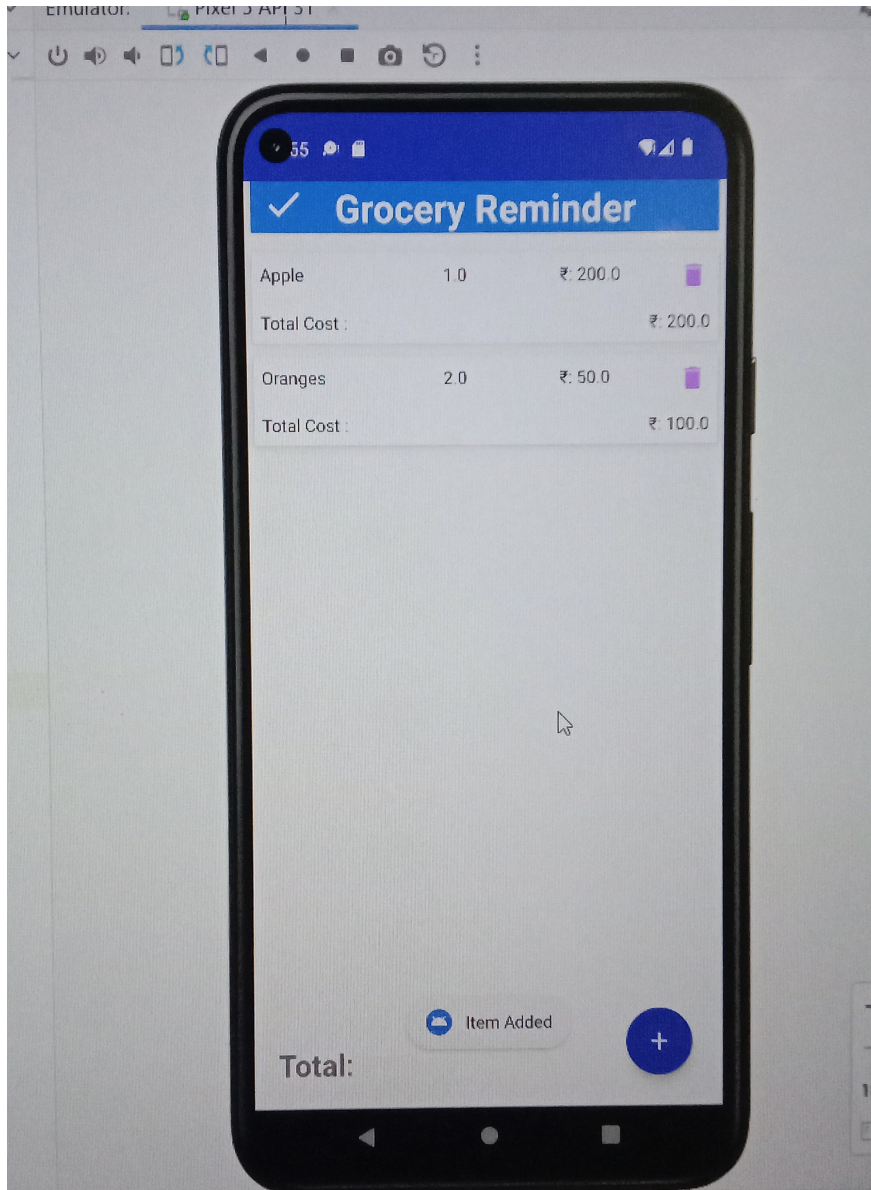 Emulator: Pixel 5 API 31
55
Grocery Reminder
Apple 1.0 ₹: 200.0
Total Cost : ₹: 200.0
Oranges 2.0 ₹: 50.0
Total Cost : ₹: 100.0
Item Added
+
Total: